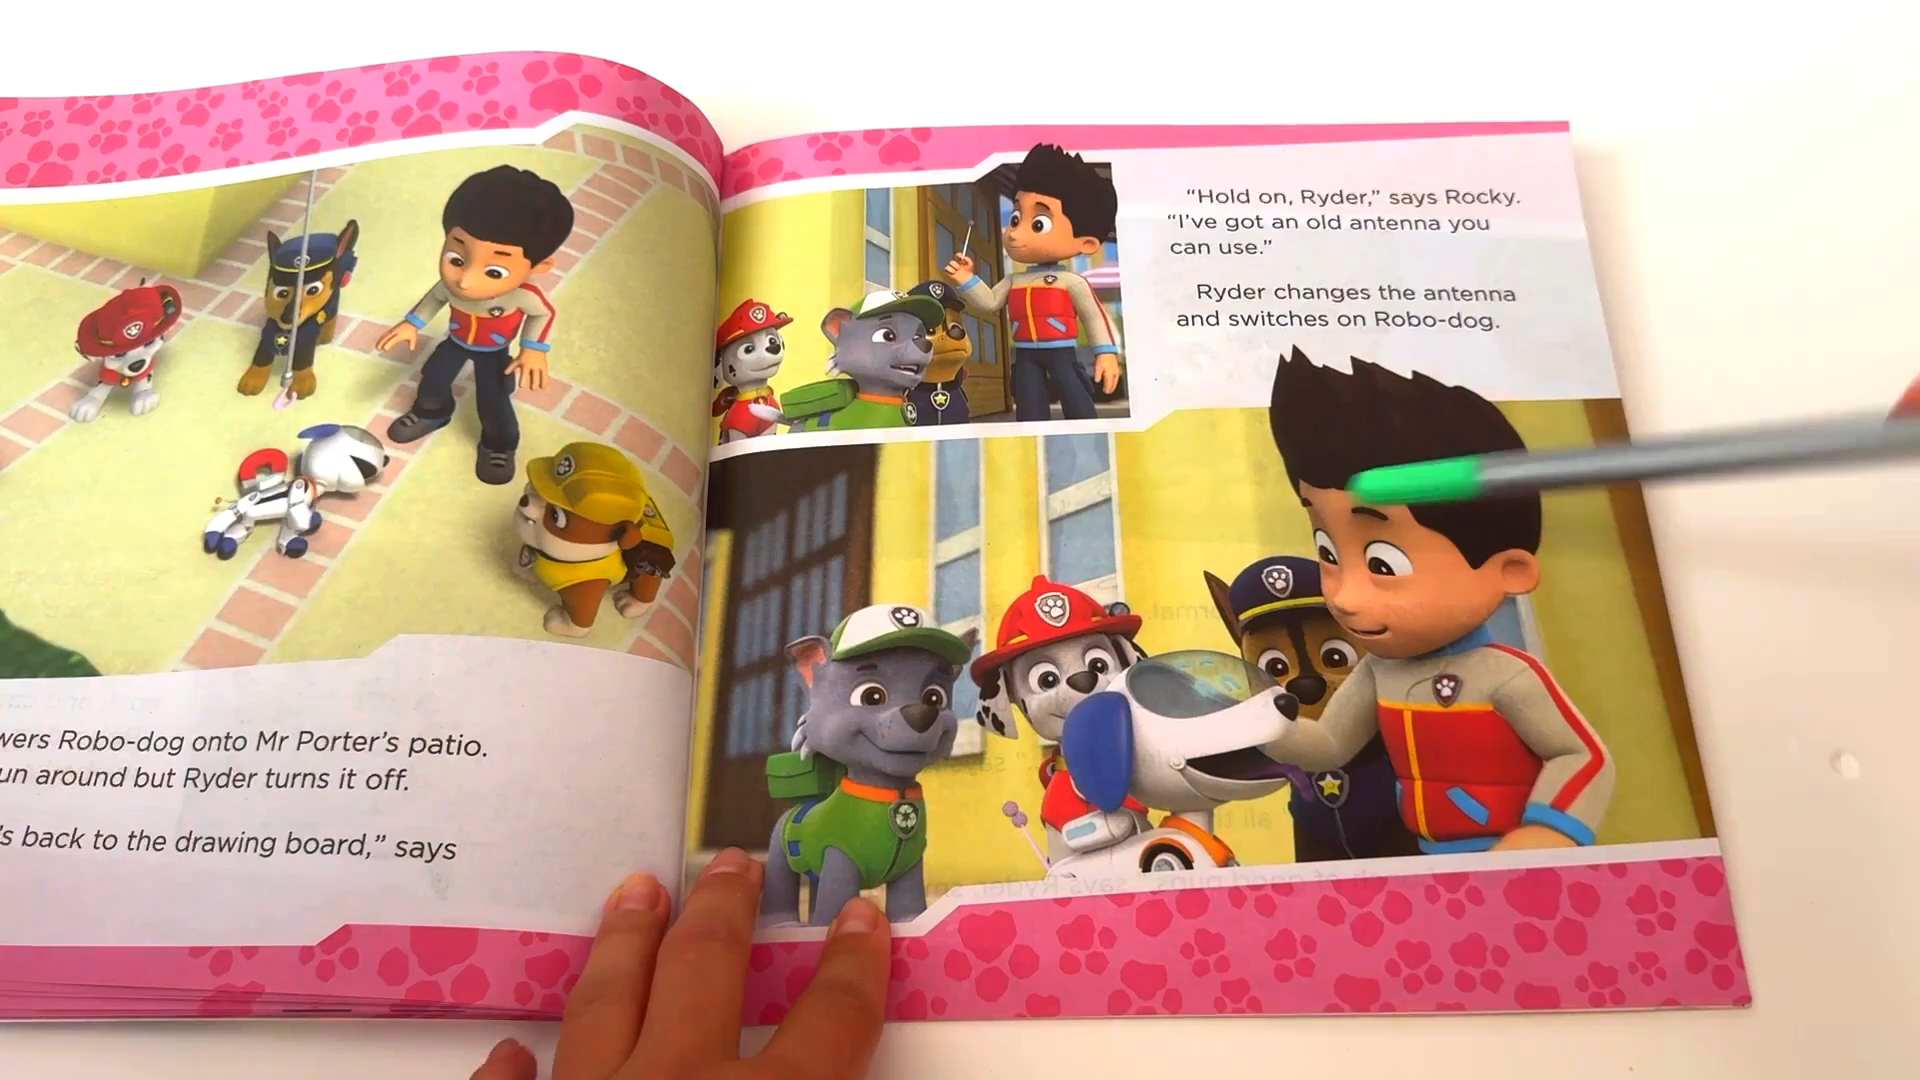 wers Robo-dog onto Mr Porter's patio.
un around but Ryder turns it off.
's back to the drawing board,” says
“Hold on, Ryder,” says Rocky.
“I've got an old antenna you
can use.”
Ryder changes the antenna
and switches on Robo-dog.